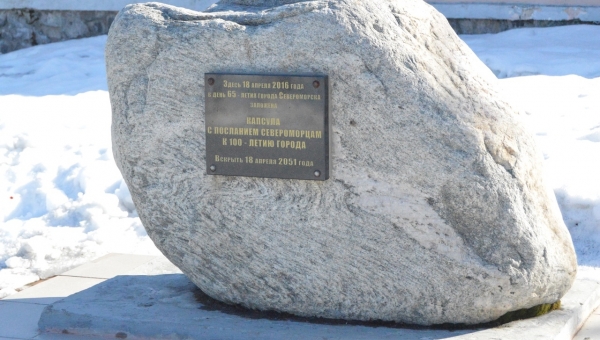 Здесь 18 апреля 2016 года
в день 65 - летия города Североморска
заложена
КАПСУЛА
С ПОСЛАНИЕМ СЕВЕРОМОРЦАМ
К 100 - ЛЕТИЮ ГОРОДА
Вскрыть 18 апреля 2051 года